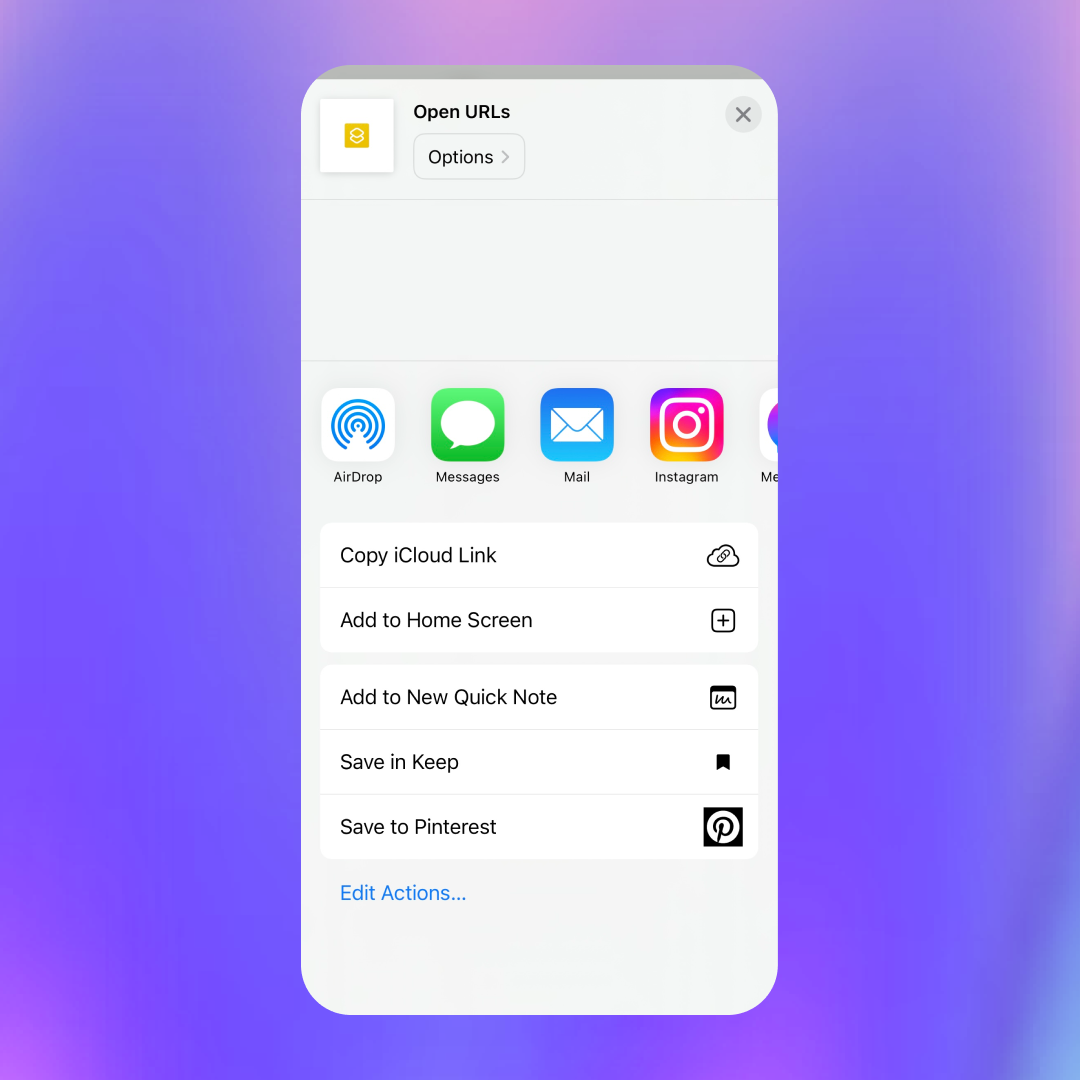 Open URLs
Options
AirDrop
Messages
Mail
Instagram
Me
Copy iCloud Link
Add to Home Screen
Add to New Quick Note
Save in Keep
Save to Pinterest
Edit Actions...